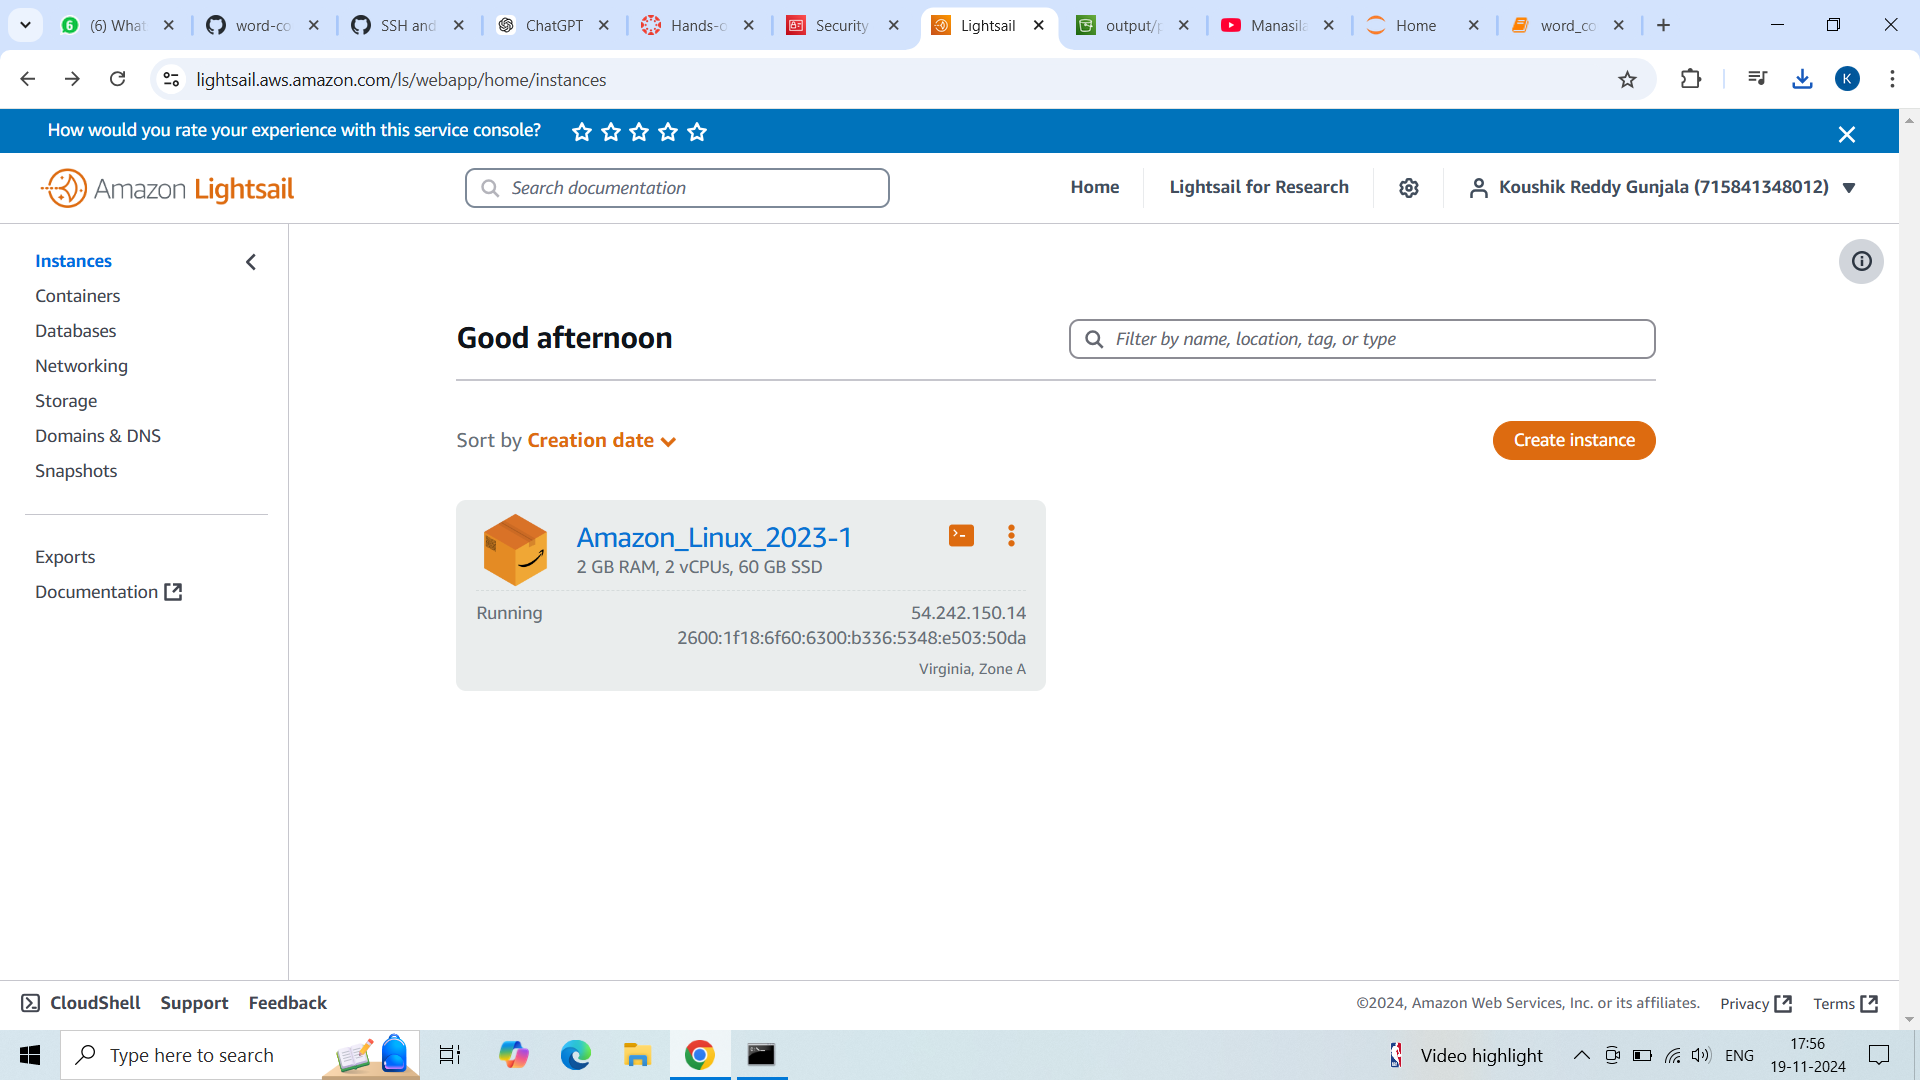 (6) What
word-co
SSH and
ChatGPT
Hands-o
Security
Lightsail
output/p
Manasila
Home
word_co
lightsail.aws.amazon.com/ls/webapp/home/instances
K
How would you rate your experience with this service console?
Amazon Lightsail
Search documentation
Home
Lightsail for Research
Koushik Reddy Gunjala (715841348012)
Instances
Containers
Databases
Networking
Storage
Domains & DNS
Snapshots
Exports
Documentation
Good afternoon
Filter by name, location, tag, or type
Sort by Creation date
Create instance
Amazon_Linux_2023-1
2 GB RAM, 2 vCPUs, 60 GB SSD
Running
54.242.150.14
2600:1f18:6f60:6300:b336:5348:e503:50da
Virginia, Zone A
CloudShell
Support
Feedback
©2024, Amazon Web Services, Inc. or its affiliates.
Privacy
Terms
Type here to search
Video highlight
ENG
17:56
19-11-2024